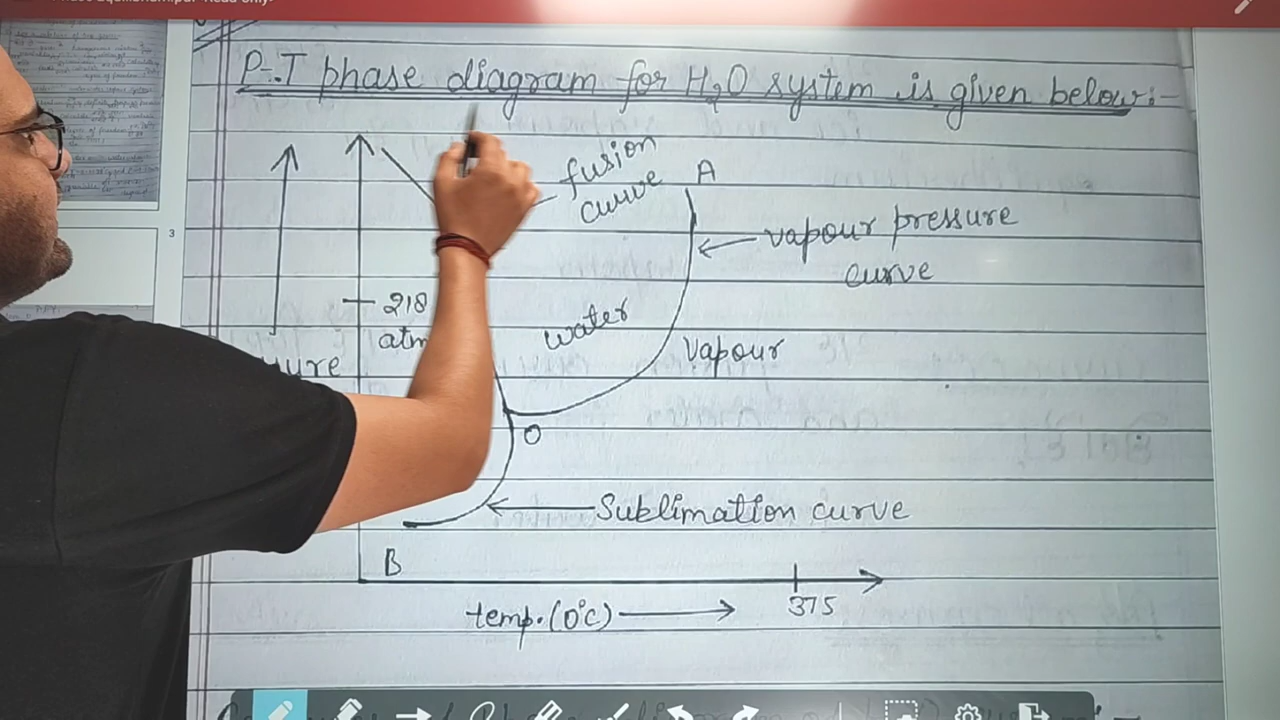 P-T phase diagram for H₂O system is given below:-
fusion
curve
A
vapour pressure
curve
218
atm
water
Vapour
O
Sublimation curve
B
375
temp.(0°C)
3